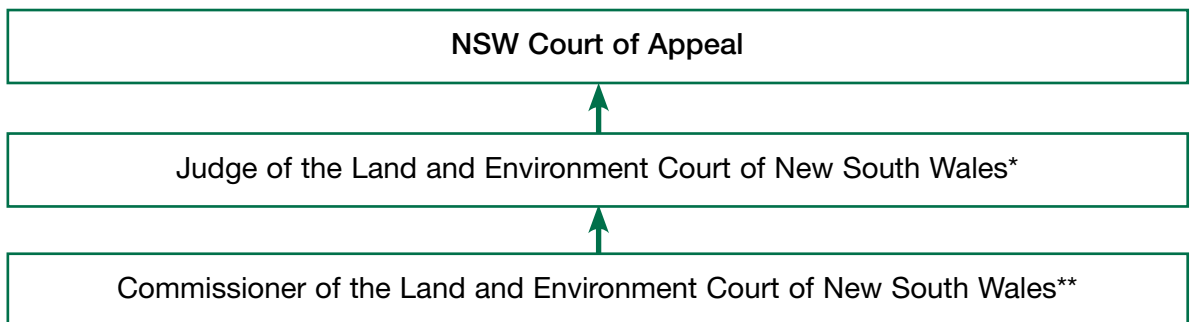 NSW Court of Appeal
Judge of the Land and Environment Court of New South Wales*
Commissioner of the Land and Environment Court of New South Wales**